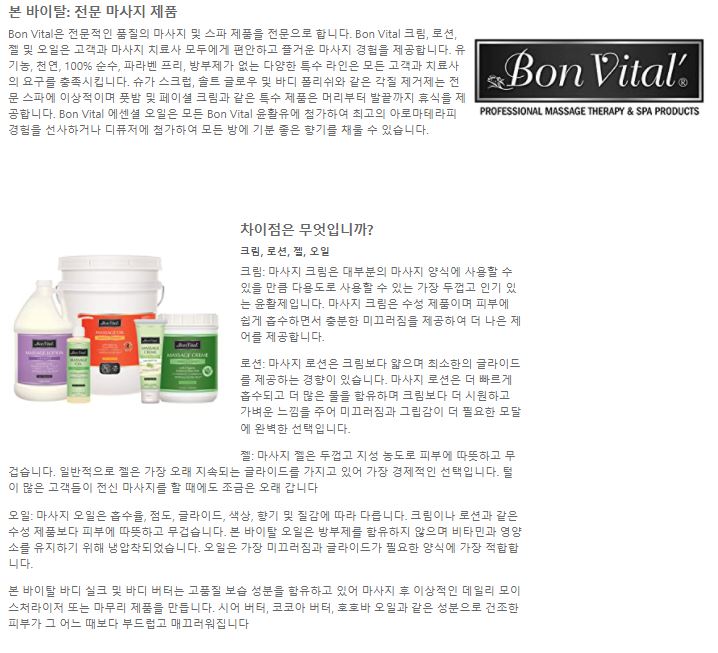 본 바이탈: 전문 마사지 제품
Bon Vital은 전문적인 품질의 마사지 및 스파 제품을 전문으로 합니다. Bon Vital 크림, 로션,
젤 및 오일은 고객과 마사지 치료사 모두에게 편안하고 즐거운 마사지 경험을 제공합니다. 유
기농, 천연, 100% 순수, 파라벤 프리, 방부제가 없는 다양한 특수 라인은 모든 고객과 치료사
의 요구를 충족시킵니다. 슈가 스크럽, 솔트 글로우 및 바디 폴리쉬와 같은 각질 제거제는 전
문 스파에 이상적이며 풋밤 및 페이셜 크림과 같은 특수 제품은 머리부터 발끝까지 휴식을 제
공합니다. Bon Vital 에센셜 오일은 모든 Bon Vital 윤활유에 첨가하여 최고의 아로마테라피
경험을 선사하거나 디퓨저에 첨가하여 모든 방에 기분 좋은 향기를 채울 수 있습니다.
Bon Vital'®
PROFESSIONAL MASSAGE THERAPY & SPA PRODUCTS
차이점은 무엇입니까?
크림, 로션, 젤, 오일
크림: 마사지 크림은 대부분의 마사지 양식에 사용할 수
있을 만큼 다용도로 사용할 수 있는 가장 두껍고 인기 있
는 윤활제입니다. 마사지 크림은 수성 제품이며 피부에
쉽게 흡수하면서 충분한 미끄러짐을 제공하여 더 나은 제
어를 제공합니다.
로션: 마사지 로션은 크림보다 얇으며 최소한의 글라이드
를 제공하는 경향이 있습니다. 마사지 로션은 더 빠르게
흡수되고 더 많은 물을 함유하며 크림보다 더 시원하고
가벼운 느낌을 주어 미끄러짐과 그립감이 더 필요한 모달
에 완벽한 선택입니다.
젤: 마사지 젤은 두껍고 지성 농도로 피부에 따뜻하고 무
겁습니다. 일반적으로 젤은 가장 오래 지속되는 글라이드를 가지고 있어 가장 경제적인 선택입니다. 털
이 많은 고객들이 전신 마사지를 할 때에도 조금은 오래 갑니다
오일: 마사지 오일은 흡수율, 점도, 글라이드, 색상, 향기 및 질감에 따라 다릅니다. 크림이나 로션과 같은
수성 제품보다 피부에 따뜻하고 무겁습니다. 본 바이탈 오일은 방부제를 함유하지 않으며 비타민과 영양
소를 유지하기 위해 냉압착되었습니다. 오일은 가장 미끄러짐과 글라이드가 필요한 양식에 가장 적합합니
다.
본 바이탈 바디 실크 및 바디 버터는 고품질 보습 성분을 함유하고 있어 마사지 후 이상적인 데일리 모이
스처라이저 또는 마무리 제품을 만듭니다. 시어 버터, 코코아 버터, 호호바 오일과 같은 성분으로 건조한
피부가 그 어느 때보다 부드럽고 매끄러워집니다
Bon Vital
MASSAGE LOTION
Bon Vital
MASSAGE OIL
MASSAGE CREME
Bon Vital
MASSAGE CREME